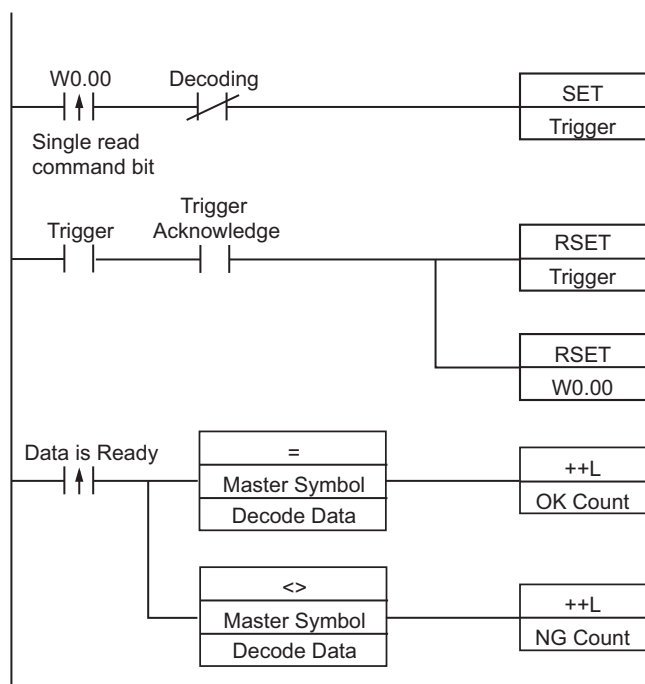 W0.00
Decoding
SET
Trigger
Single read
command bit
Trigger
Trigger
Acknowledge
RSET
Trigger
RSET
W0.00
Data is Ready
=
Master Symbol
Decode Data
++L
OK Count
<>
Master Symbol
Decode Data
++L
NG Count